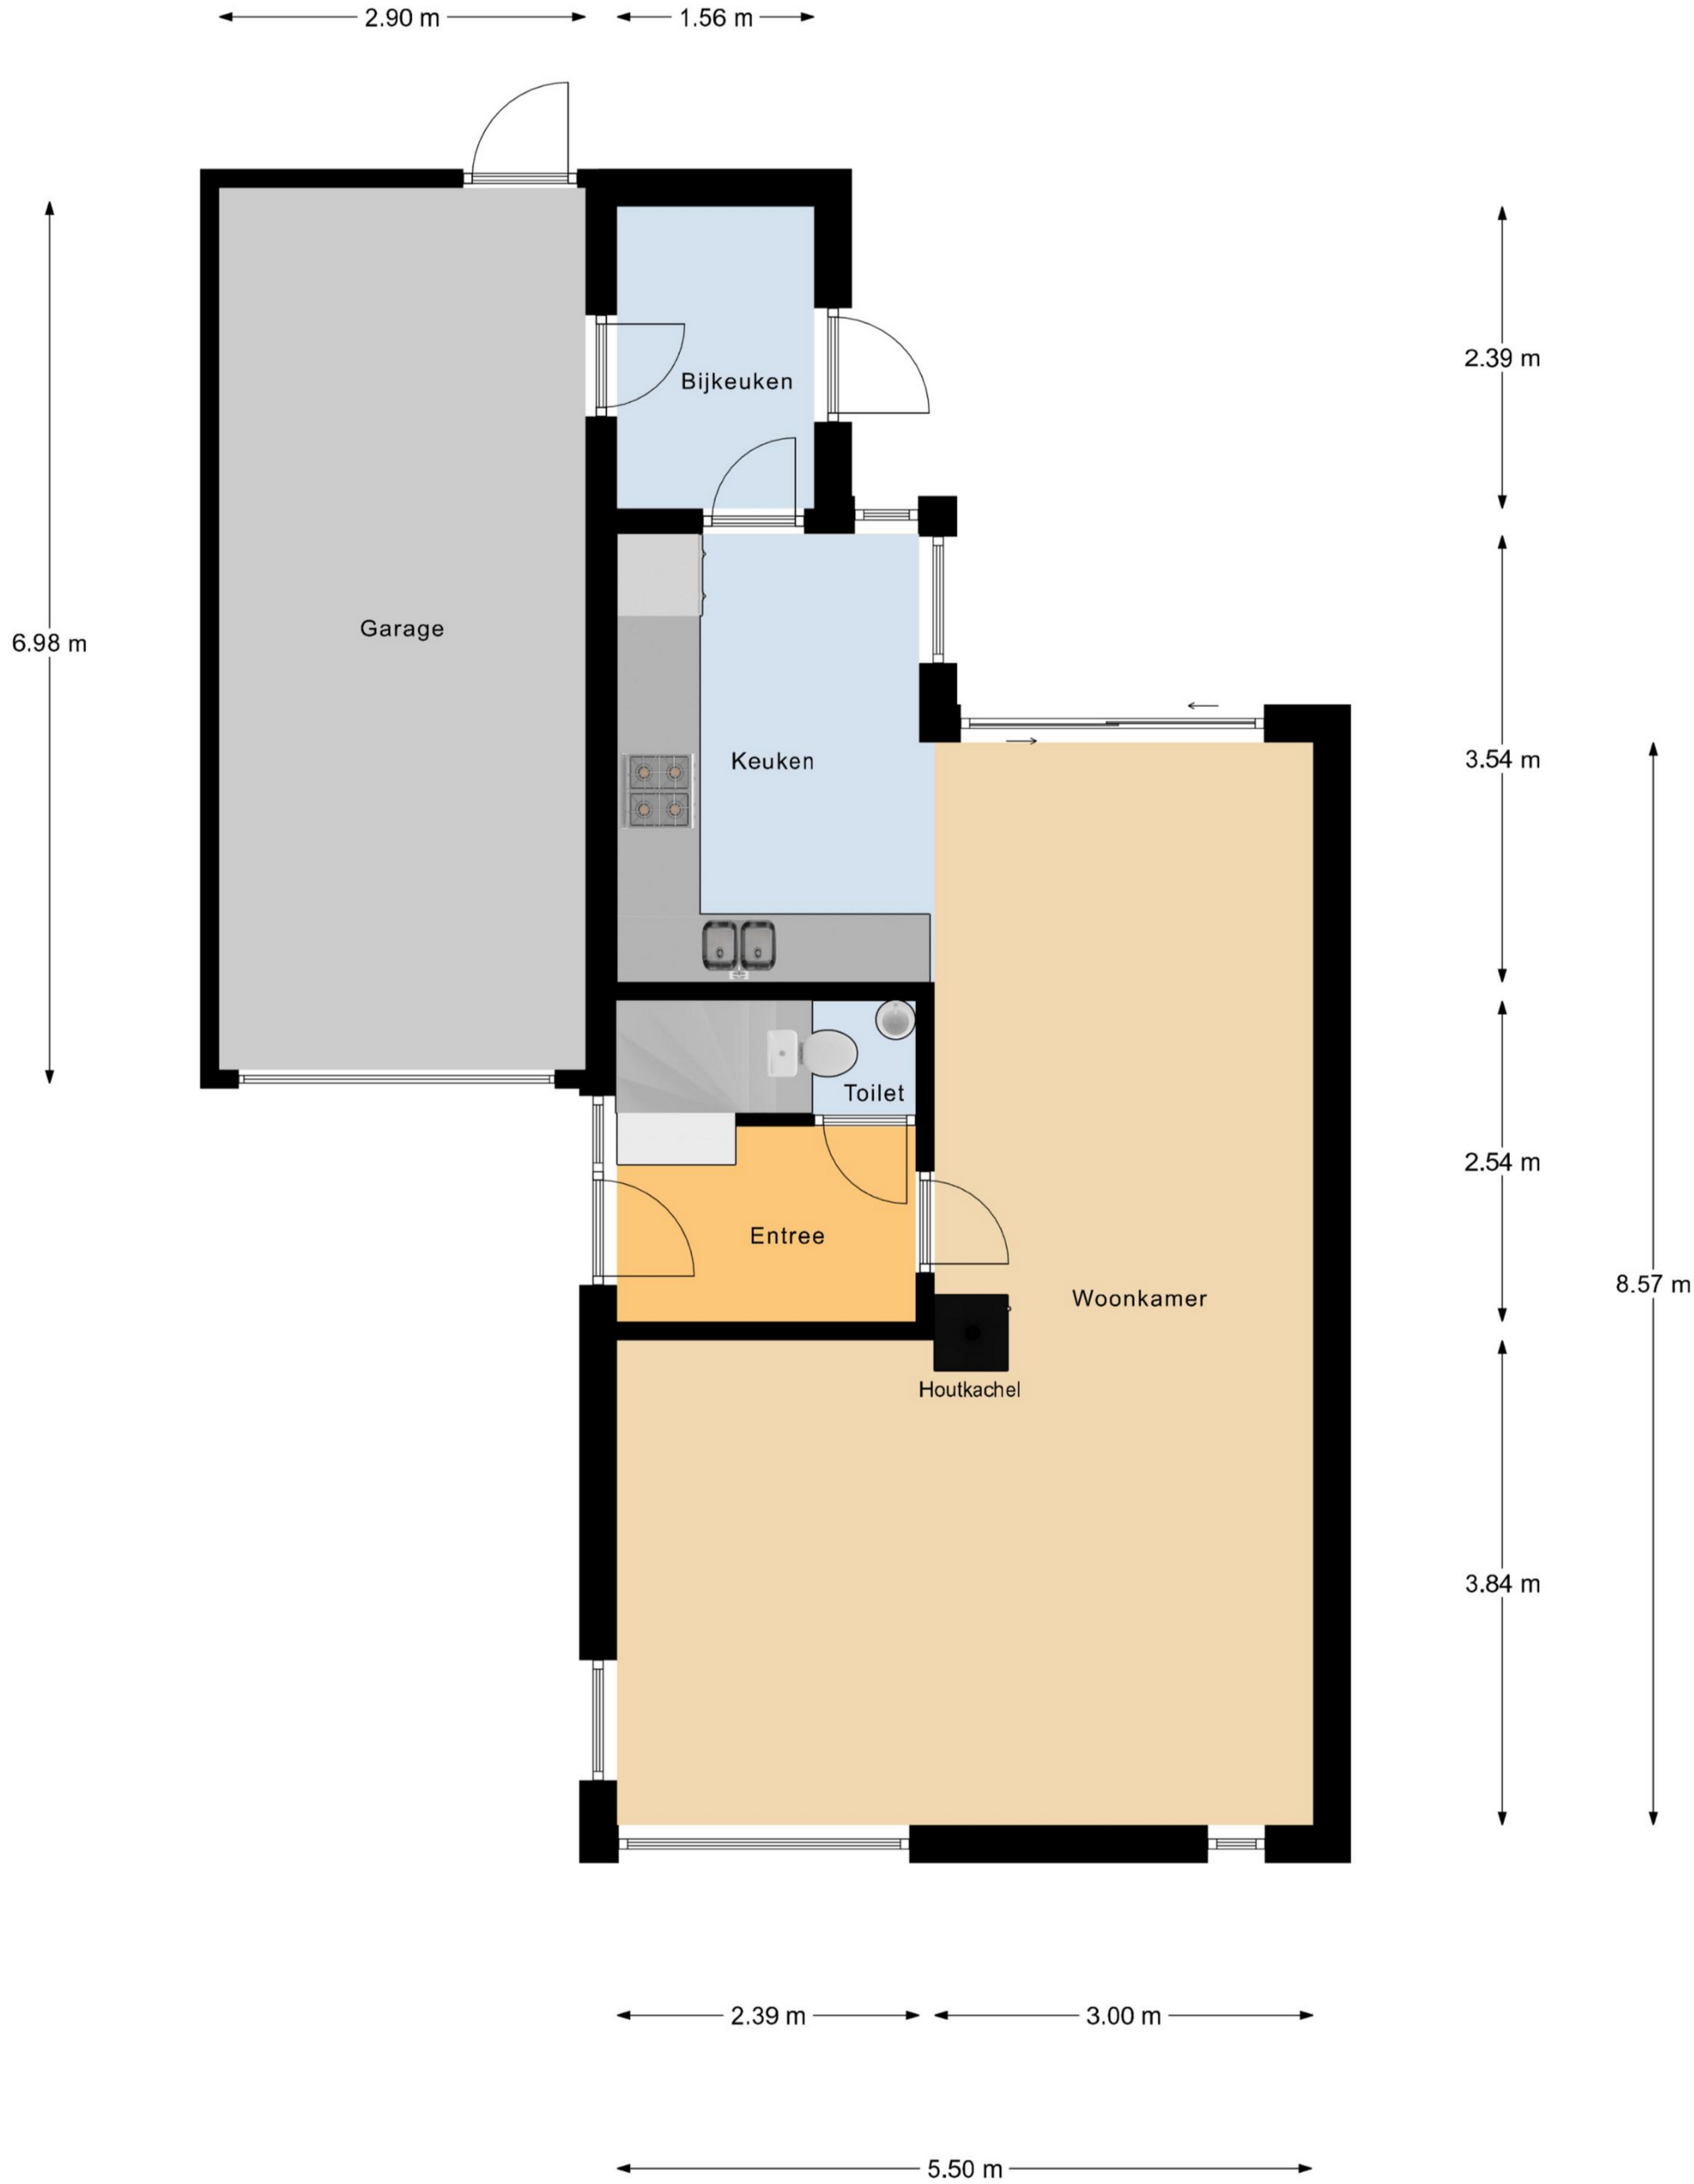 2.90 m
1.56 m
Bijkeuken
2.39 m
Garage
6.98 m
Keuken
3.54 m
Toilet
2.54 m
Entree
Woonkamer
8.57 m
Houtkachel
3.84 m
2.39 m
3.00 m
5.50 m